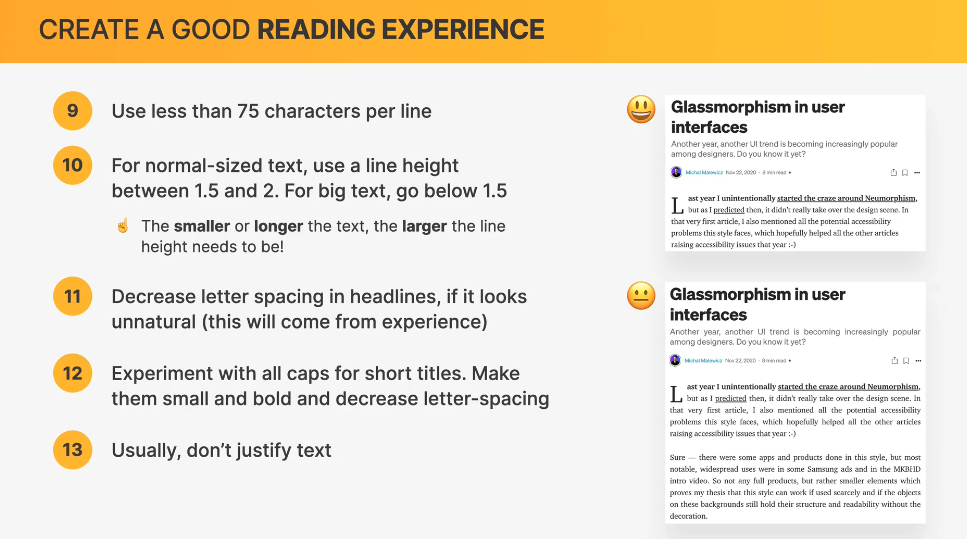 CREATE A GOOD READING EXPERIENCE
9
Use less than 75 characters per line
10
For normal-sized text, use a line height
between 1.5 and 2. For big text, go below 1.5
The smaller or longer the text, the larger the line
height needs to be!
11
Decrease letter spacing in headlines, if it looks
unnatural (this will come from experience)
12
Experiment with all caps for short titles. Make
them small and bold and decrease letter-spacing
13
Usually, don’t justify text
Glassmorphism in user
interfaces
Another year, another UI trend is becoming increasingly popular
among designers. Do you know it yet?
Michal Malewicz Nov 22, 2020 · 8 min read
Last year I unintentionally started the craze around Neumorphism,
but as I predicted then, it didn’t really take over the design scene. In
that very first article, I also mentioned all the potential accessibility
problems this style faces, which hopefully helped all the other articles
raising accessibility issues that year :-)
Glassmorphism in user
interfaces
Another year, another UI trend is becoming increasingly popular
among designers. Do you know it yet?
Michal Malewicz Nov 22, 2020 · 8 min read
Last year I unintentionally started the craze around Neumorphism,
but as I predicted then, it didn’t really take over the design scene. In
that very first article, I also mentioned all the potential accessibility
problems this style faces, which hopefully helped all the other articles
raising accessibility issues that year :-)
Sure — there were some apps and products done in this style, but most
notable, widespread uses were in some Samsung ads and in the MKBHD
intro video. So not any full products, but rather smaller elements which
proves my thesis that this style can work if used scarcely and if the objects
on these backgrounds still hold their structure and readability without the
decoration.